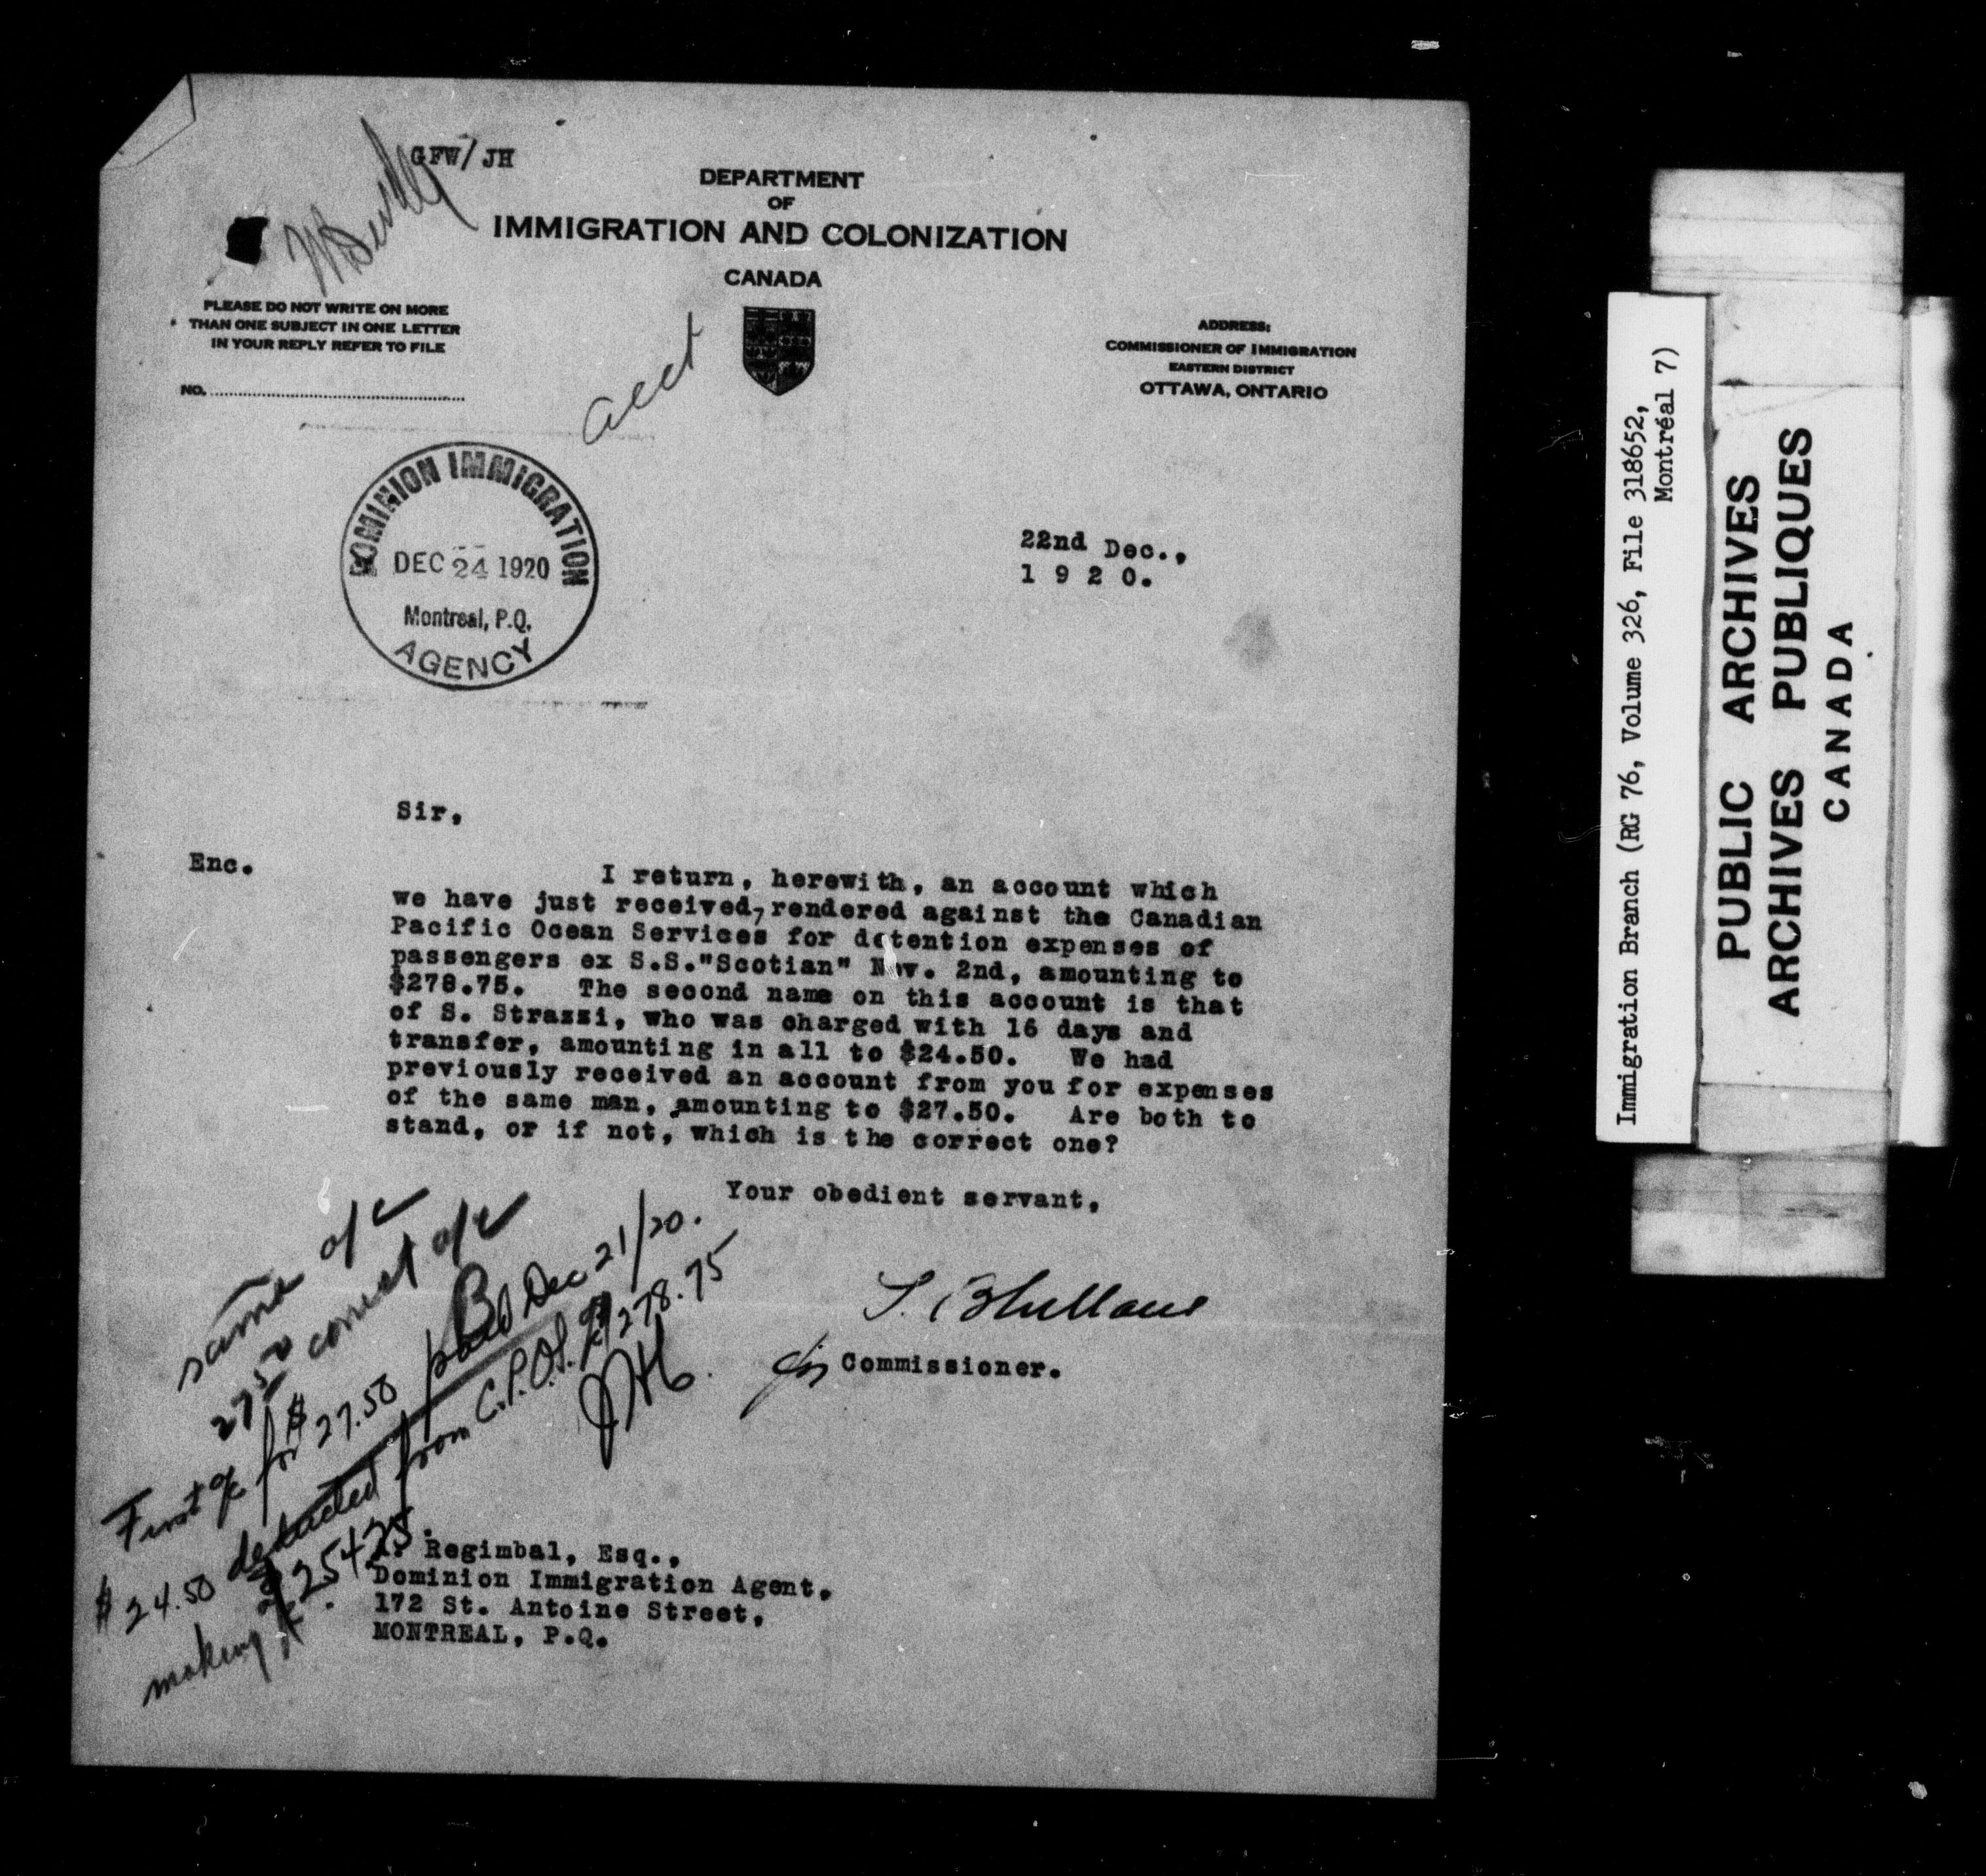 GFW/JH
DEPARTMENT
OF
IMMIGRATION AND COLONIZATION
CANADA
PLEASE DO NOT WRITE ON MORE
THAN ONE SUBJECT IN ONE LETTER
IN YOUR REPLY REFER TO FILE
NO.
ADDRESS:
COMMISSIONER OF IMMIGRATION
EASTERN DISTRICT
OTTAWA, ONTARIO
acct
DOMINION IMMIGRATION
DEC 24 1920
Montreal, P.Q.
AGENCY
22nd Dec.,
1 9 2 0.
Sir,
Enc.
I return, herewith, an account which
we have just received, rendered against the Canadian
Pacific Ocean Services for detention expenses of
passengers ex S.S."Scotian" Nov. 2nd, amounting to
$278.75. The second name on this account is that
of S. Strazzi, who was charged with 16 days and
transfer, amounting in all to $24.50. We had
previously received an account from you for expenses
of the same man, amounting to $27.50. Are both to
stand, or if not, which is the correct one?
Your obedient servant,
for Commissioner.
same a/c
27.50 correct a/c
First a/c for $27.50 paid Dec 21/20.
$24.50 deducted from C.P.O.S. a/c 278.75
making it $254.25.
JH
Regimbal, Esq.,
Dominion Immigration Agent,
172 St. Antoine Street,
MONTREAL, P.Q.
Immigration Branch (RG 76, Volume 326, File 318652,
Montréal 7)
PUBLIC ARCHIVES
ARCHIVES PUBLIQUES
CANADA